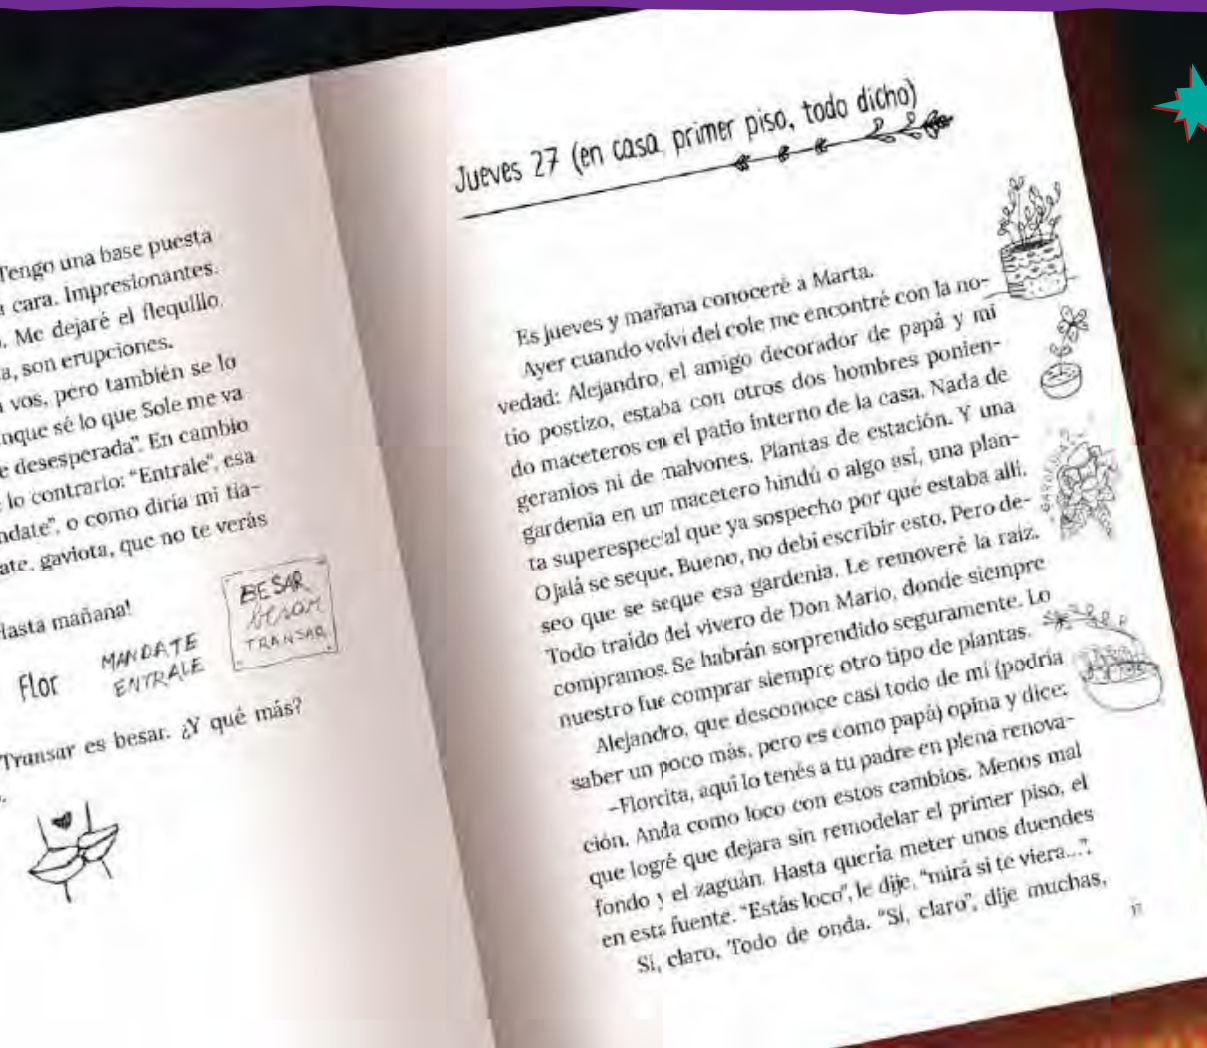 Tengo una base puesta
cara. Impresionantes.
. Me dejaré el flequillo.
a, son erupciones.
vos, pero también se lo
nque sé lo que Sole me va
e desesperada”. En cambio
lo contrario: “Entrale”, esa
ndate”, o como diría mi tía-
ate, gaviota, que no te verás
Hasta mañana!
Flor
MANDATE
ENTRALE
BESAR
besar
TRANSAR
Transar es besar. ¿Y qué más?
Jueves 27 (en casa, primer piso, todo dicho)
Es jueves y mañana conoceré a Marta.
Ayer cuando volví del cole me encontré con la no-
vedad: Alejandro, el amigo decorador de papá y mi
tío postizo, estaba con otros dos hombres ponien-
do maceteros en el patio interno de la casa. Nada de
geranios ni de malvones. Plantas de estación. Y una
gardenia en un macetero hindú o algo así, una plan-
ta superespecial que ya sospecho por qué estaba allí.
Ojalá se seque. Bueno, no debí escribir esto. Pero de-
seo que se seque esa gardenia. Le removeré la raíz.
Todo traído del vivero de Don Mario, donde siempre
compramos. Se habrán sorprendido seguramente. Lo
nuestro fue comprar siempre otro tipo de plantas.
Alejandro, que desconoce casi todo de mí (podría
saber un poco más, pero es como papá) opina y dice:
–Florcita, aquí lo tenés a tu padre en plena renova-
ción. Anda como loco con estos cambios. Menos mal
que logré que dejara sin remodelar el primer piso, el
fondo y el zaguán. Hasta quería meter unos duendes
en esta fuente. “Estás loco”, le dije, “mirá si te viera...”.
Sí, claro. Todo de onda. “Sí, claro”, dije muchas,
GARDENIA